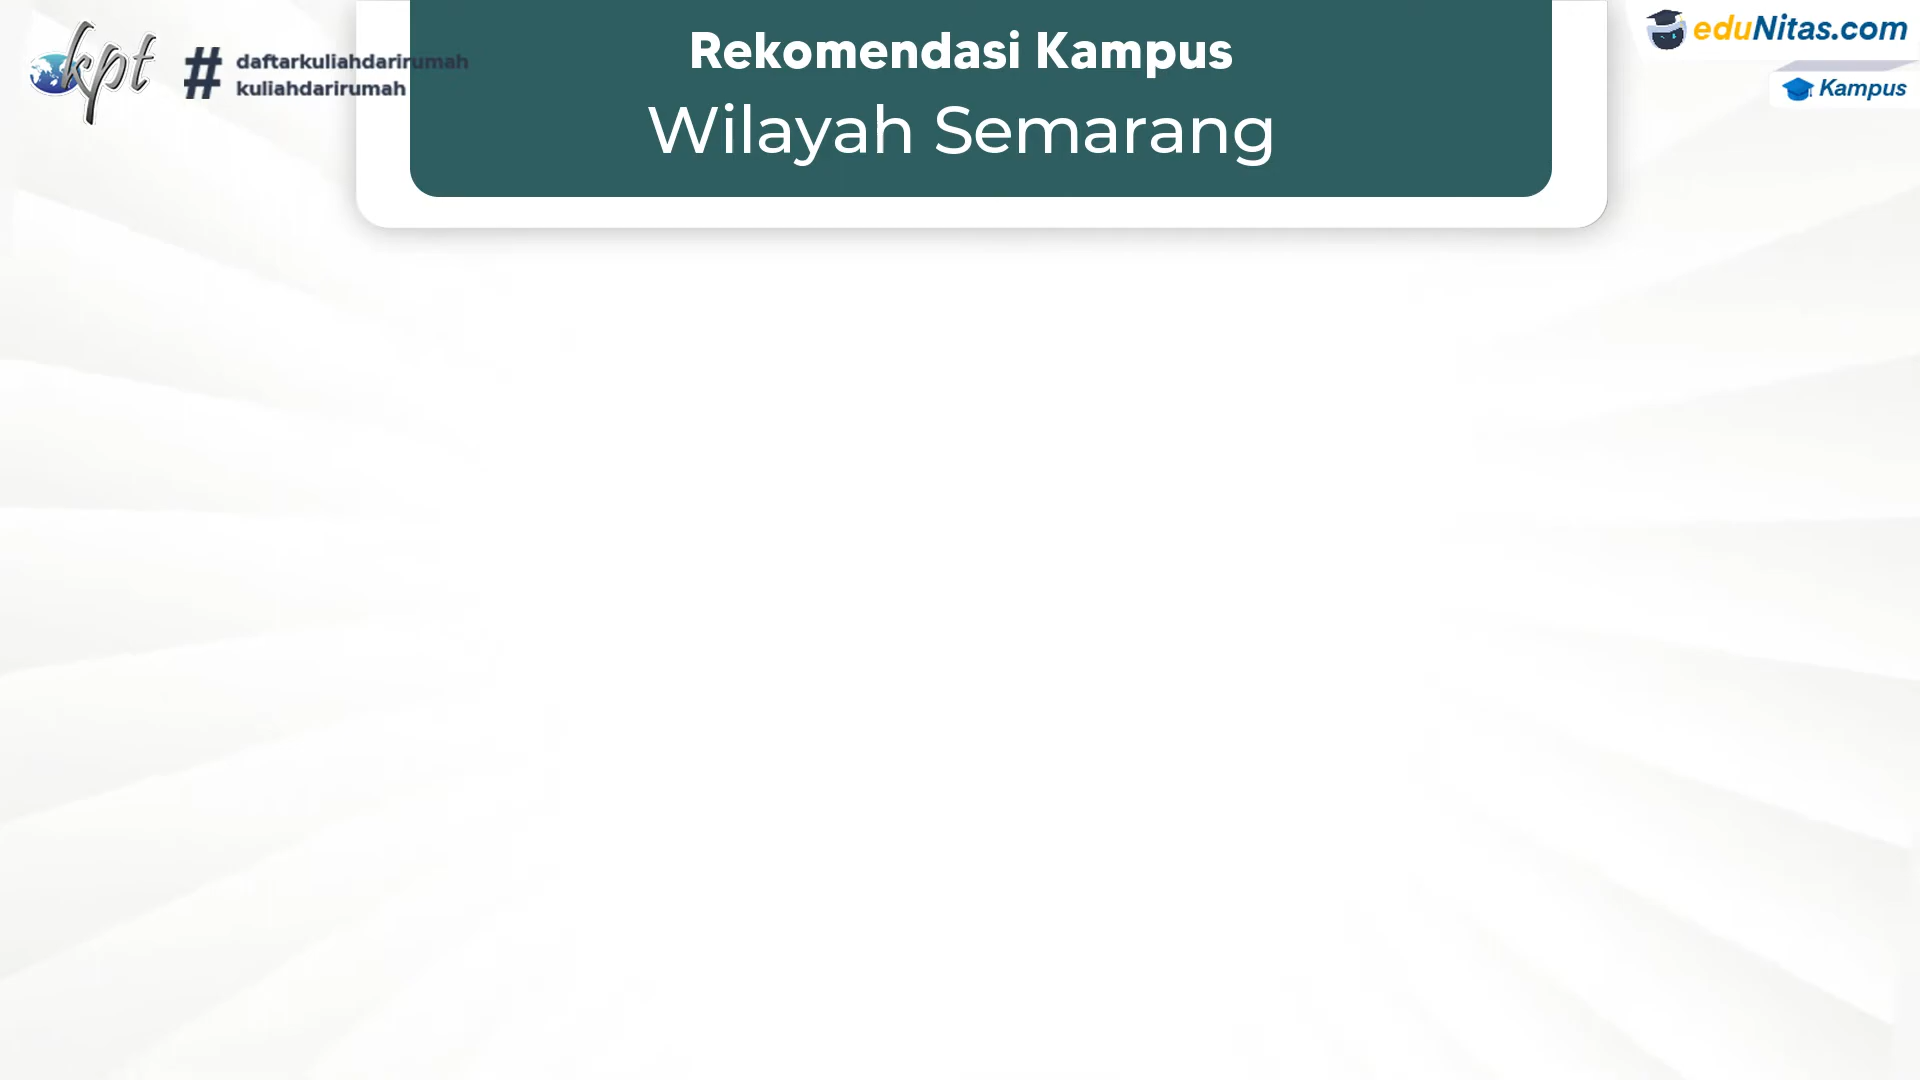 kpt
#
daftarkuliahdarirumah
kuliahdarirumah
Rekomendasi Kampus
Wilayah Semarang
eduNitas.com
Kampus